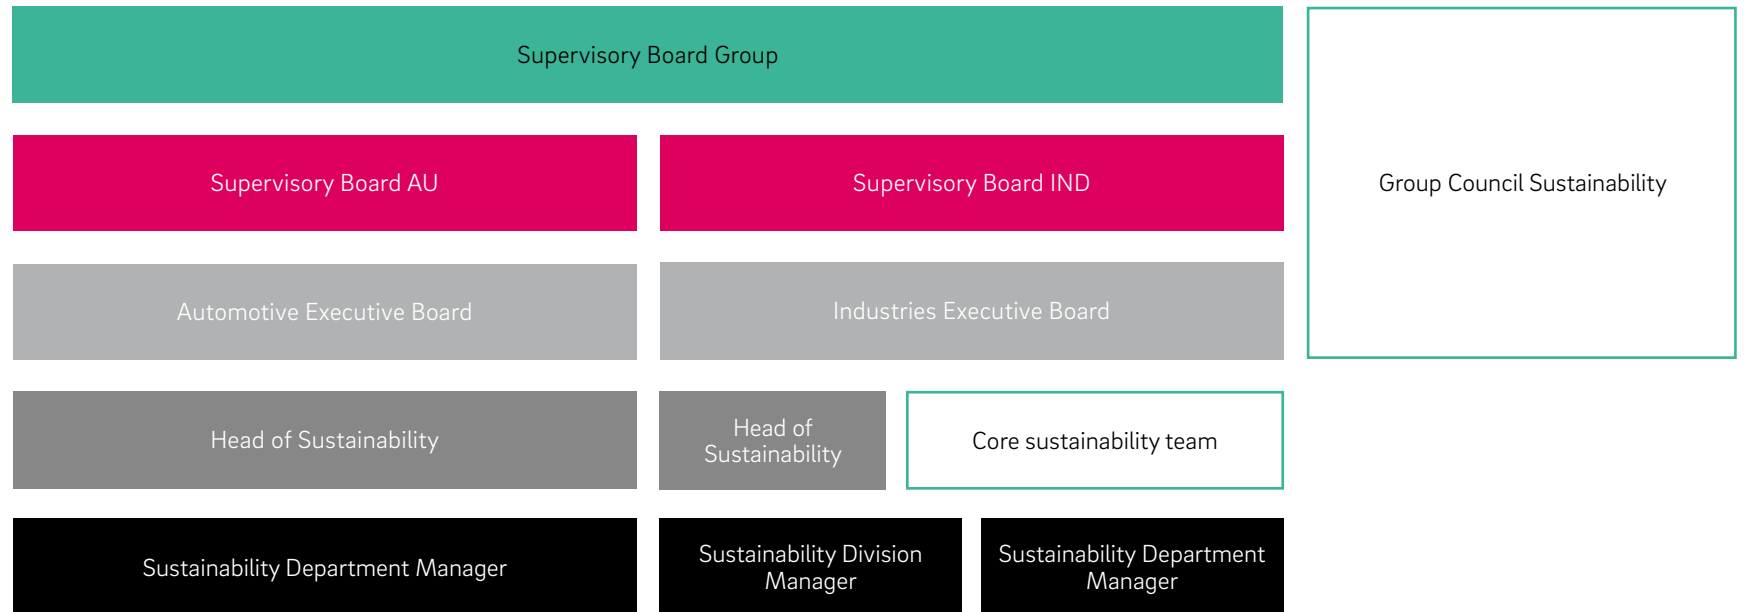 Supervisory Board Group
Supervisory Board AU
Supervisory Board IND
Group Council Sustainability
Automotive Executive Board
Industries Executive Board
Head of Sustainability
Head of
Sustainability
Core sustainability team
Sustainability Department Manager
Sustainability Division
Manager
Sustainability Department
Manager